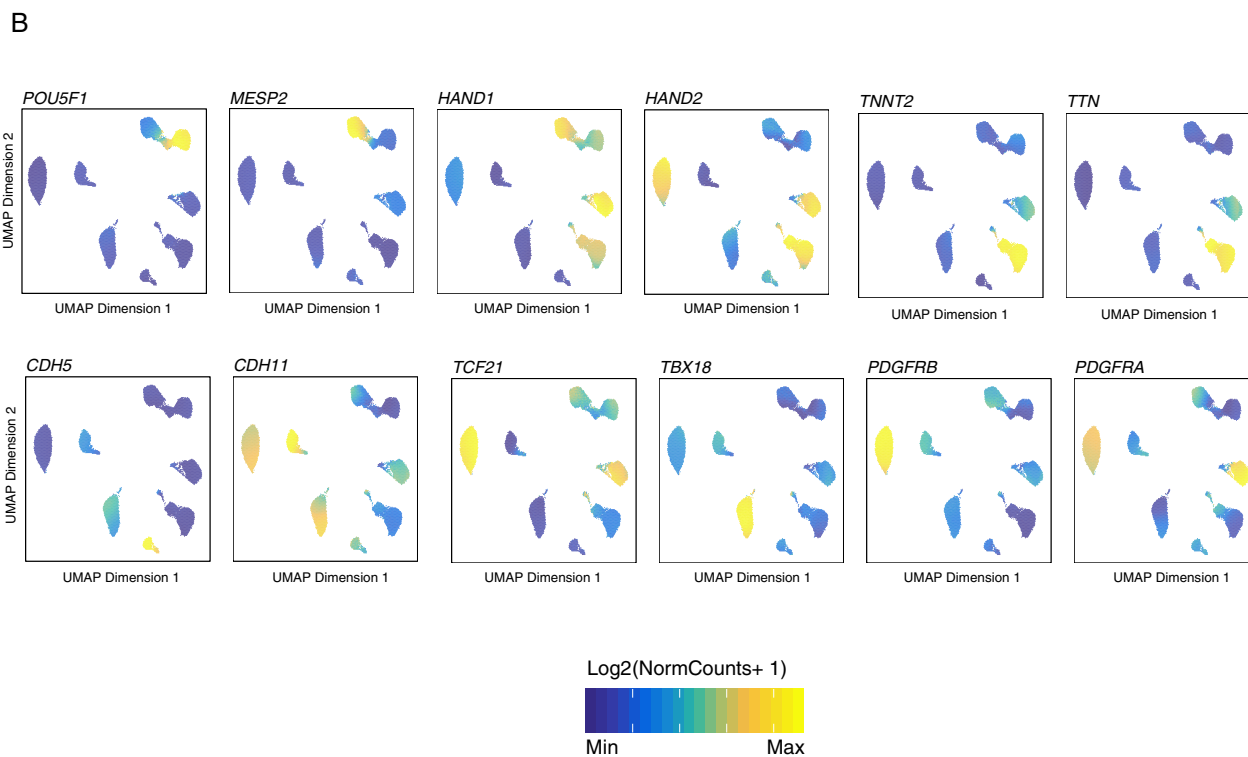 B
POU5F1 MESP2 HAND1 HAND2 TNNT2 TTN
UMAP Dimension 2
UMAP Dimension 1 UMAP Dimension 1 UMAP Dimension 1 UMAP Dimension 1 UMAP Dimension 1 UMAP Dimension 1
CDH5 CDH11 TCF21 TBX18 PDGFRB PDGFRA
UMAP Dimension 2
UMAP Dimension 1 UMAP Dimension 1 UMAP Dimension 1 UMAP Dimension 1 UMAP Dimension 1 UMAP Dimension 1
Log2(NormCounts+ 1)
Min Max